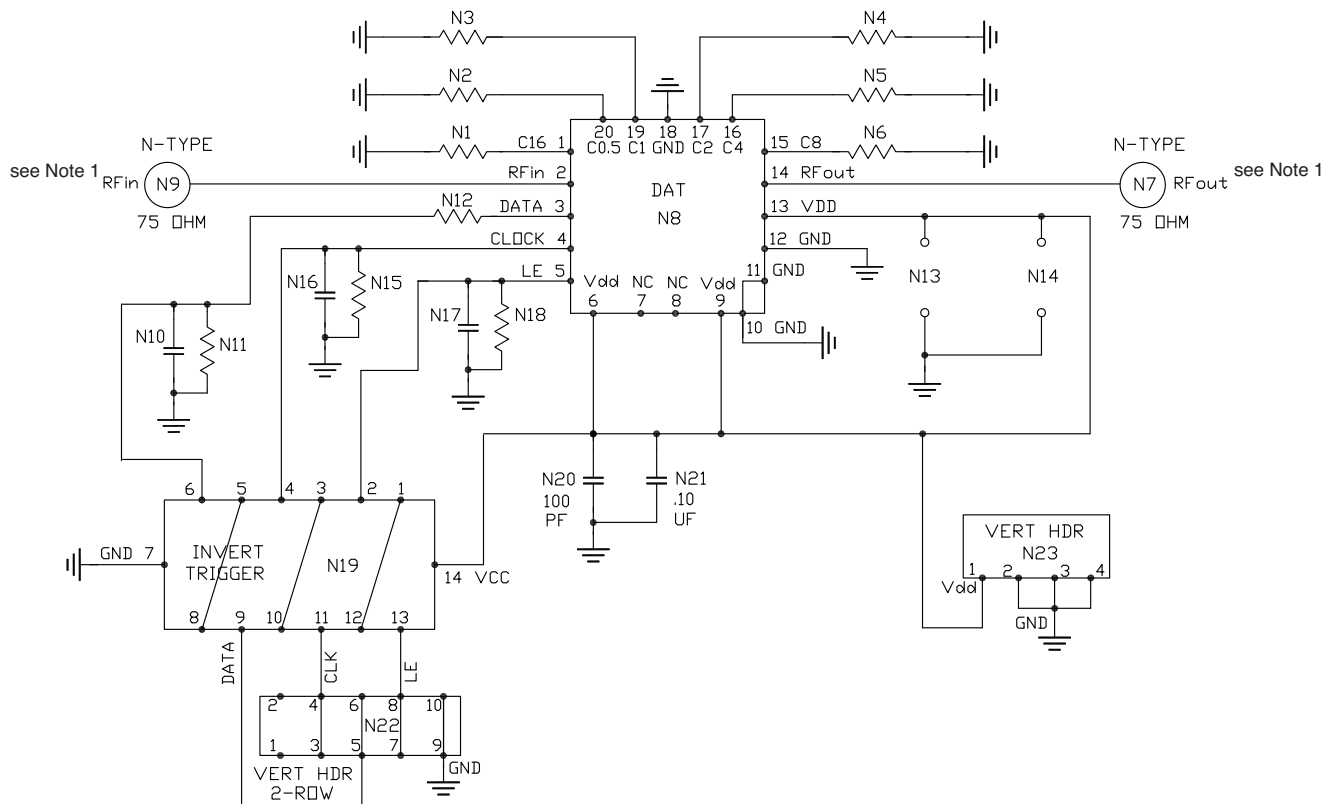 N3
N4
N2
N5
20 19 18 17 16
C0.5 C1 GND C2 C4
N1
C16 1
15 C8
N6
N-TYPE
N-TYPE
see Note 1
RFin
N9
RFin 2
DAT
14 RFout
N7
RFout
see Note 1
75 OHM
N12
DATA 3
N8
13 VDD
75 OHM
CLOCK 4
12 GND
N16
N15
LE 5
Vdd NC NC Vdd
11
GND
N13
N14
6 7 8 9
N10
N11
N17
N18
10 GND
6 5 4 3 2 1
N20
100
PF
N21
.10
UF
GND 7
INVERT
TRIGGER
N19
14 VCC
VERT HDR
N23
1 2 3 4
Vdd
GND
8 9 10 11 12 13
DATA
CLK
LE
2 4 6 8 10
N22
1 3 5 7 9
GND
VERT HDR
2-ROW